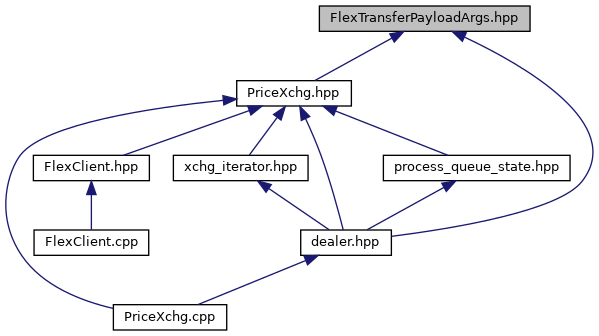 FlexTransferPayloadArgs.hpp
PriceXchg.hpp
FlexClient.hpp
xchg_iterator.hpp
process_queue_state.hpp
FlexClient.cpp
dealer.hpp
PriceXchg.cpp